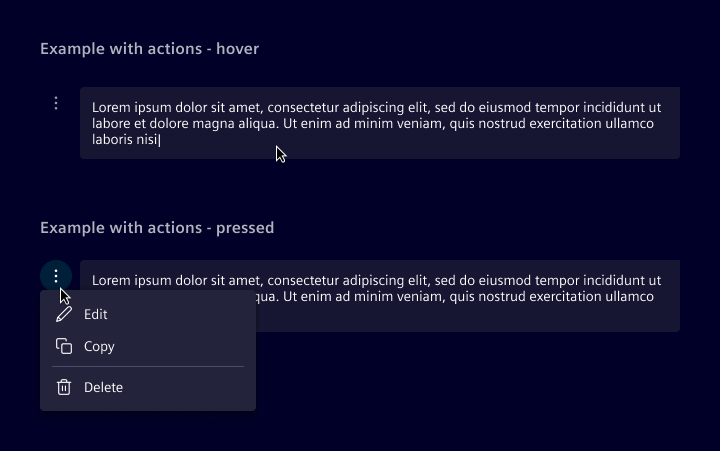 Example with actions - hover
Lorem ipsum dolor sit amet, consectetur adipiscing elit, sed do eiusmod tempor incididunt ut
labore et dolore magna aliqua. Ut enim ad minim veniam, quis nostrud exercitation ullamco
laboris nisi|
Example with actions - pressed
Lorem ipsum dolor sit amet, consectetur adipiscing elit, sed do eiusmod tempor incididunt ut
qua. Ut enim ad minim veniam, quis nostrud exercitation ullamco
Edit
Copy
Delete